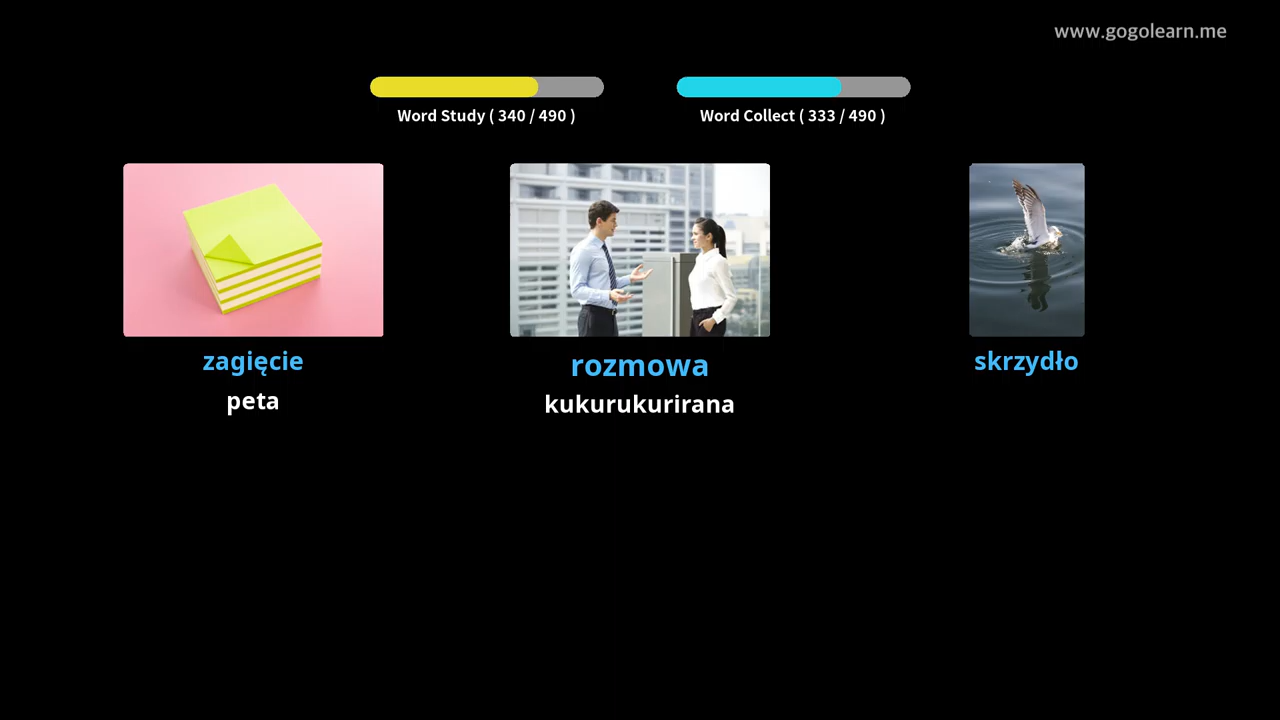 www.gogolearn.me
Word Study ( 340 / 490 )
Word Collect ( 333 / 490 )
zagięcie
peta
rozmowa
kukurukurirana
skrzydło